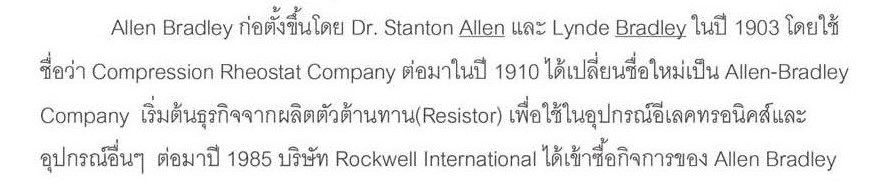 Allen Bradley ก่อตั้งขึ้นโดย Dr. Stanton Allen และ Lynde Bradley ในปี 1903 โดยใช้
ชื่อว่า Compression Rheostat Company ต่อมาในปี 1910 ได้เปลี่ยนชื่อใหม่เป็น Allen-Bradley
Company เริ่มต้นธุรกิจจากผลิตตัวต้านทาน(Resistor) เพื่อใช้ในอุปกรณ์อีเลคทรอนิคส์และ
อุปกรณ์อื่นๆ ต่อมาปี 1985 บริษัท Rockwell International ได้เข้าซื้อกิจการของ Allen Bradley